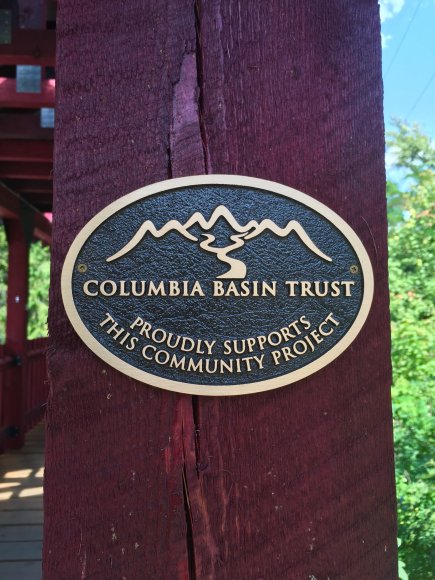 COLUMBIA BASIN TRUST
PROUDLY SUPPORTS
THIS COMMUNITY PROJECT